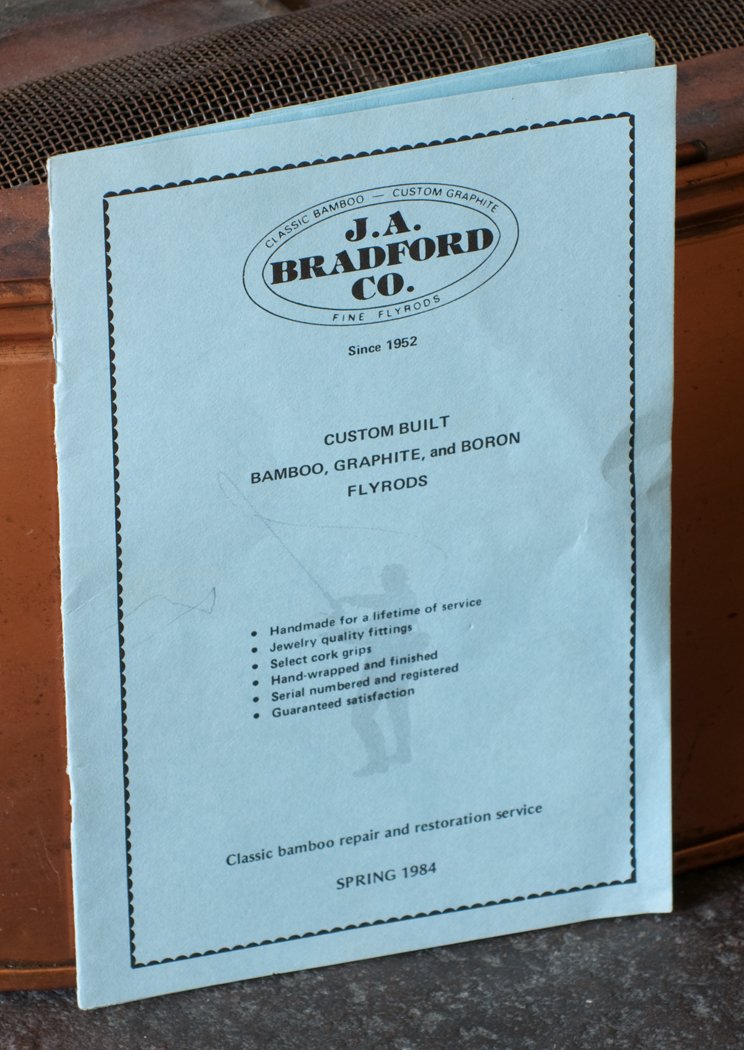 CLASSIC BAMBOO — CUSTOM GRAPHITE
J.A.
BRADFORD
CO.
FINE FLYRODS
Since 1952
CUSTOM BUILT
BAMBOO, GRAPHITE, and BORON
FLYRODS
• Handmade for a lifetime of service
• Jewelry quality fittings
• Select cork grips
• Hand-wrapped and finished
• Serial numbered and registered
• Guaranteed satisfaction
Classic bamboo repair and restoration service
SPRING 1984